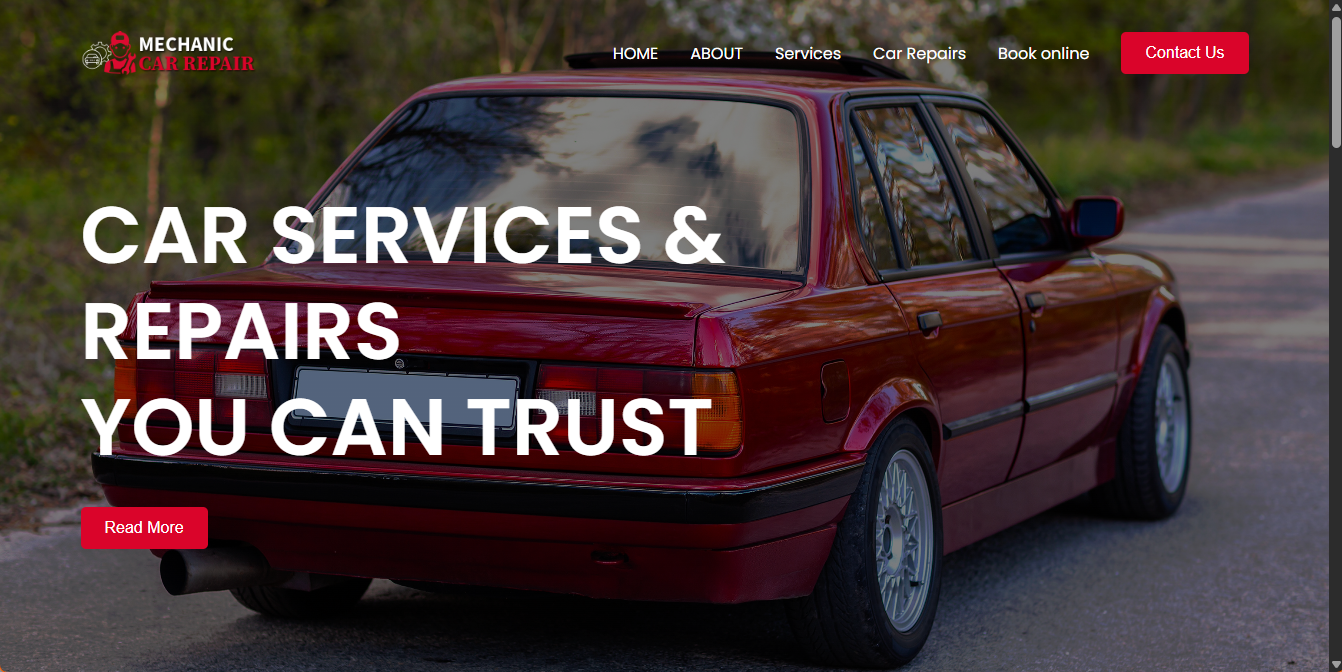 MECHANIC
CAR REPAIR
HOME ABOUT Services Car Repairs Book online Contact Us
CAR SERVICES &
REPAIRS
YOU CAN TRUST
Read More